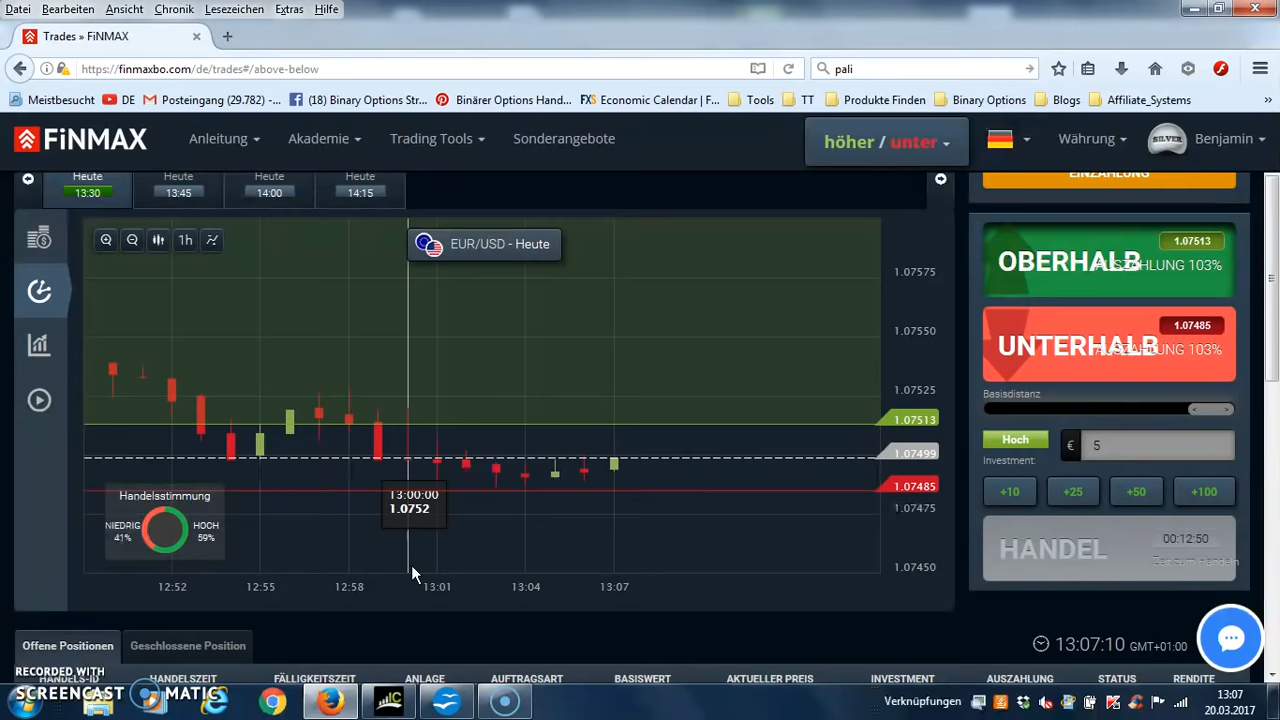 Datei Bearbeiten Ansicht Chronik Lesezeichen Extras Hilfe
Trades » FiNMAX
https://finmaxbo.com/de/trades#/above-below
pali
Meistbesucht DE Posteingang (29.782) -... (18) Binary Options Str... Binärer Options Hand... Economic Calendar | F... Tools TT Produkte Finden Binary Options Blogs Affiliate_Systems
FiNMAX Anleitung Akademie Trading Tools Sonderangebote höher / unter Währung SILVER Benjamin
Heute Heute Heute Heute
13:30 13:45 14:00 14:15
EINZAHLUNG
1h
EUR/USD - Heute
1.07575
1.07550
1.07525
1.07513
1.07499
1.07485
1.07475
1.07450
13:00:00
1.0752
Handelsstimmung
NIEDRIG HOCH
41% 59%
12:52 12:55 12:58 13:01 13:04 13:07
1.07513
OBERHALB
AUSZAHLUNG 103%
1.07485
UNTERHALB
AUSZAHLUNG 103%
Basisdistanz
Hoch € 5
Investment:
+10 +25 +50 +100
HANDEL
00:12:50
Zeit zum Handeln
Offene Positionen Geschlossene Position
13:07:10 GMT+01:00
HANDELS-ID HANDELSZEIT FÄLLIGKEITSZEIT ANLAGE AUFTRAGSART BASISWERT AKTUELLER PREIS INVESTMENT AUSZAHLUNG STATUS RENDITE
RECORDED WITH
SCREENCAST MATIC
Verknüpfungen
13:07
20.03.2017